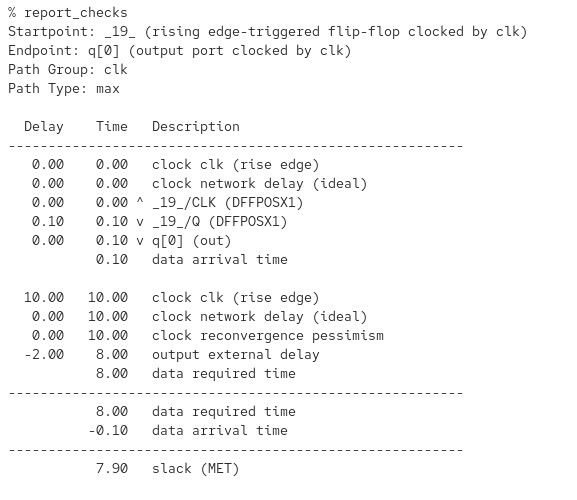 % report_checks
Startpoint: _19_ (rising edge-triggered flip-flop clocked by clk)
Endpoint: q[0] (output port clocked by clk)
Path Group: clk
Path Type: max

  Delay    Time   Description
---------------------------------------------------------
   0.00    0.00   clock clk (rise edge)
   0.00    0.00   clock network delay (ideal)
   0.00    0.00 ^ _19_/CLK (DFFPOSX1)
   0.10    0.10 v _19_/Q (DFFPOSX1)
   0.00    0.10 v q[0] (out)
           0.10   data arrival time

  10.00   10.00   clock clk (rise edge)
   0.00   10.00   clock network delay (ideal)
   0.00   10.00   clock reconvergence pessimism
  -2.00    8.00   output external delay
           8.00   data required time
---------------------------------------------------------
           8.00   data required time
          -0.10   data arrival time
---------------------------------------------------------
           7.90   slack (MET)